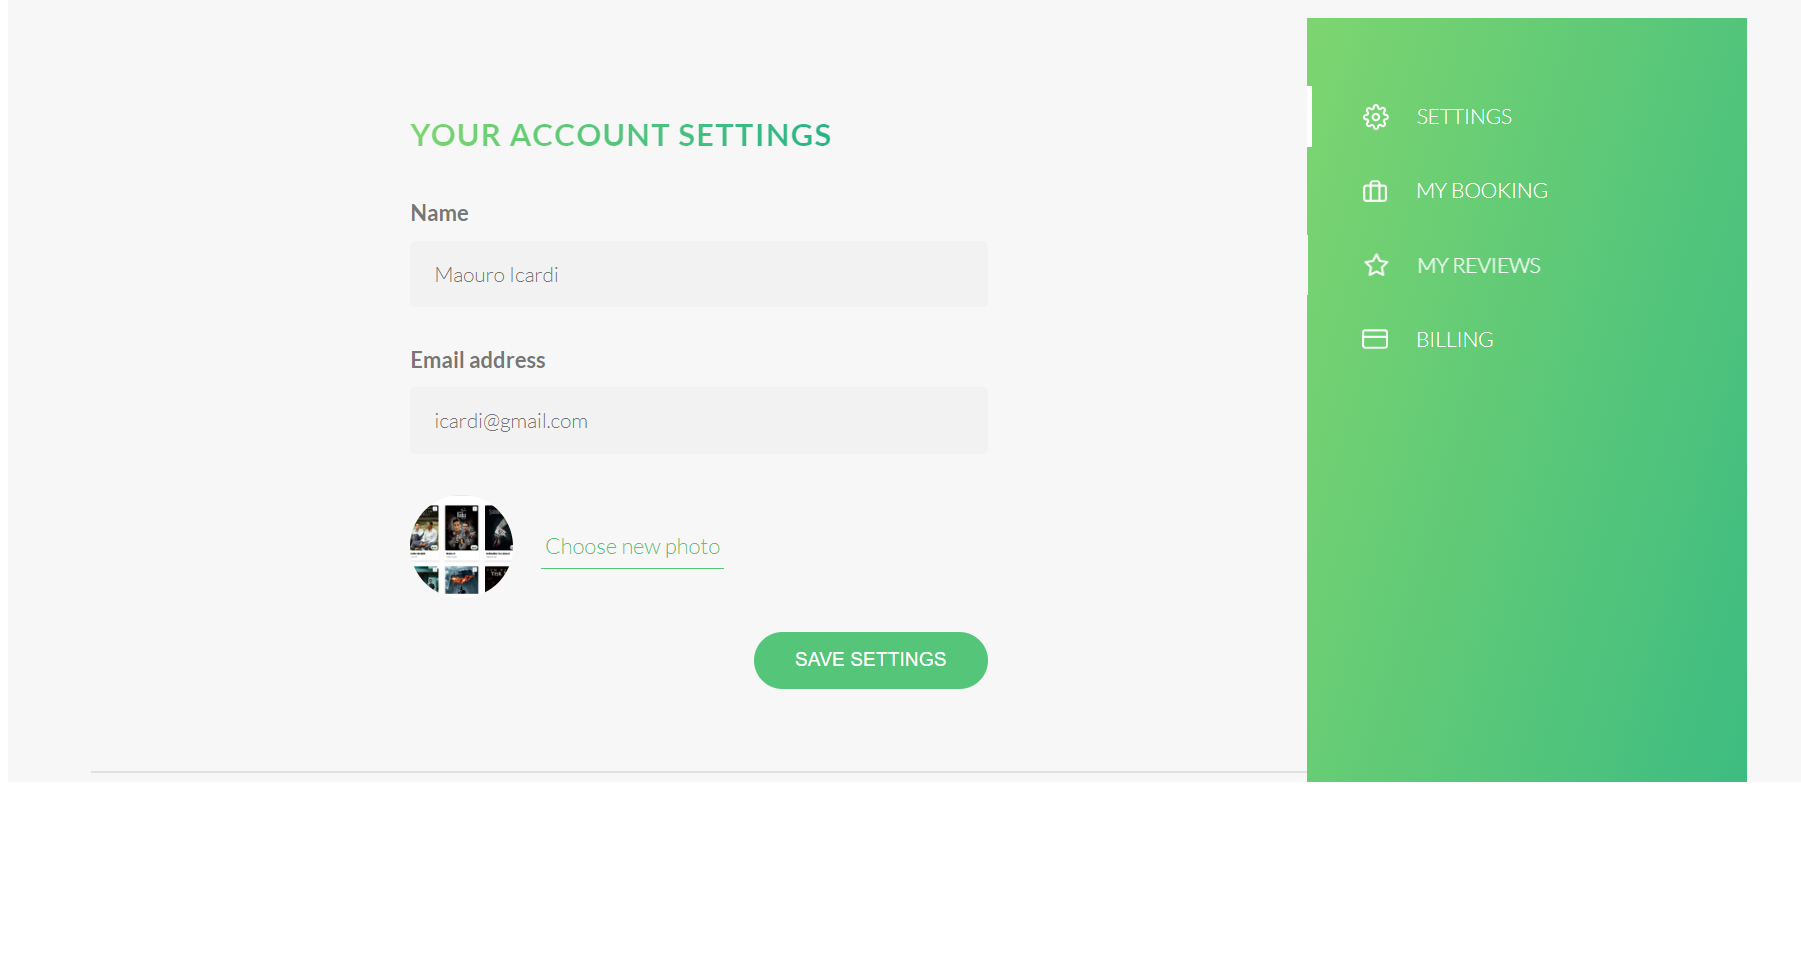 YOUR ACCOUNT SETTINGS
Name
Maouro Icardi
Email address
icardi@gmail.com
Choose new photo
SAVE SETTINGS
SETTINGS
MY BOOKING
MY REVIEWS
BILLING